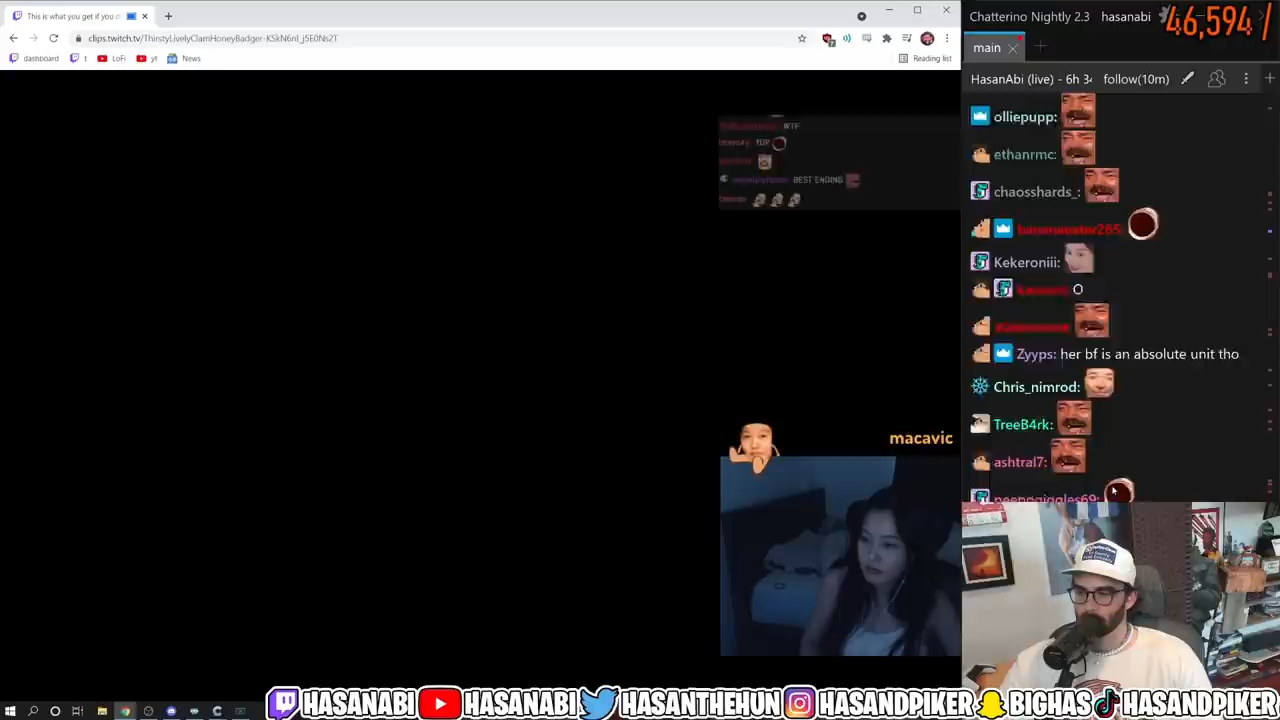 This is what you get if you d
clips.twitch.tv/ThirstyLivelyClamHoneyBadger-KSkN6nl_j5E0Ns2T
dashboard
t
LoFi
yt
News
Reading list
WTF
YUP
BEST ENDING
macavic
Chatterino Nightly 2.3
hasanabi
46,594 /
main
HasanAbi (live) - 6h 34
follow(10m)
olliepupp:
ethanrmc:
chaosshards_:
Kekeroniii:
O
Zyyps: her bf is an absolute unit tho
Chris_nimrod:
TreeB4rk:
ashtral7:
peepogiggles69:
HASANABI HASANABI HASANTHEHUN HASANDPIKER BIGHAS HASANDPIKER